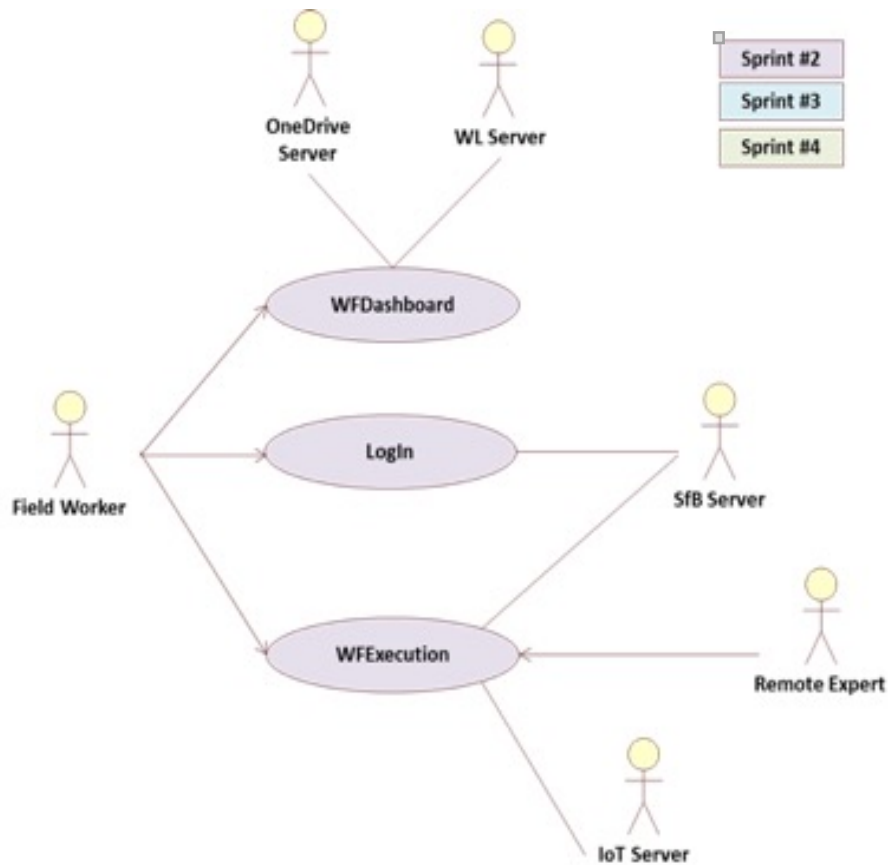 Sprint #2
Sprint #3
Sprint #4
OneDrive
Server
WL Server
WFDashboard
LogIn
Field Worker
SfB Server
WFExecution
Remote Expert
IoT Server